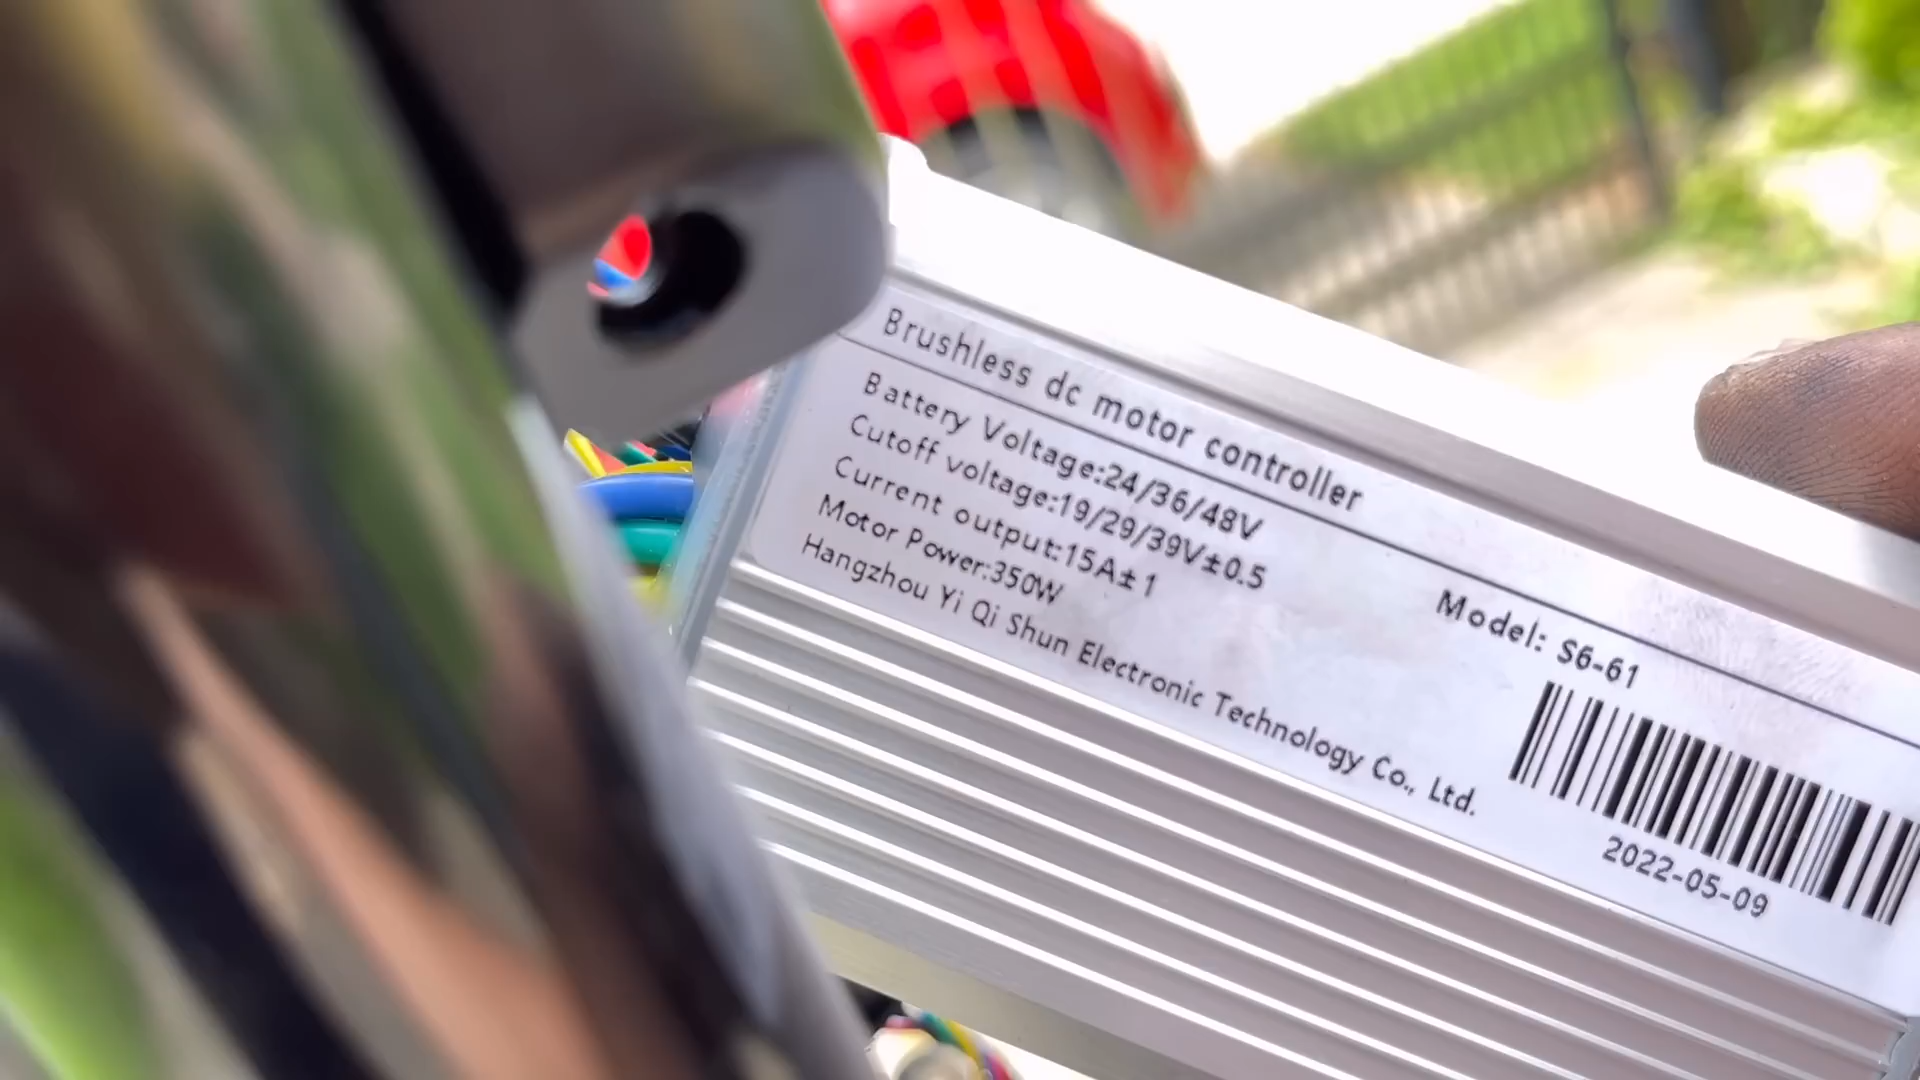 Brushless dc motor controller
Battery Voltage:24/36/48V
Cutoff voltage:19/29/39V±0.5
Current output:15A±1
Motor Power:350W
Hangzhou Yi Qi Shun Electronic Technology Co., Ltd.
Model: S6-61
2022-05-09